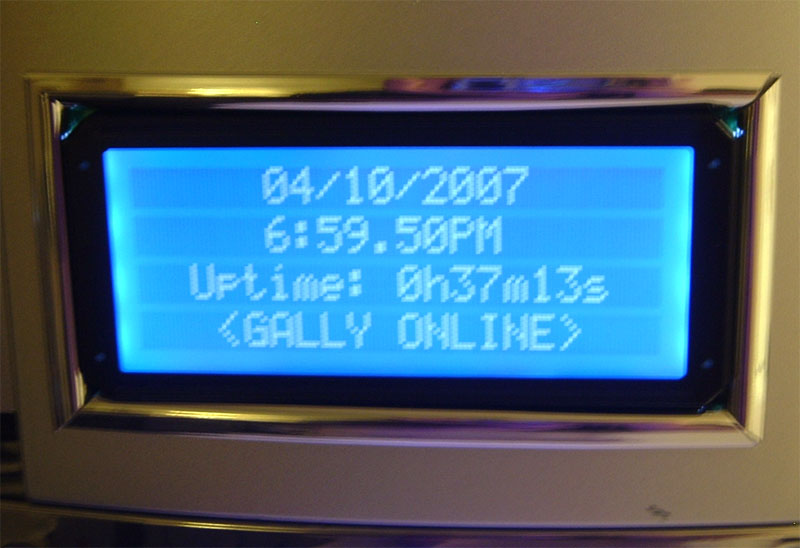 04/10/2007
6:59.50PM
Uptime: 0h37m13s
<GALLY ONLINE>